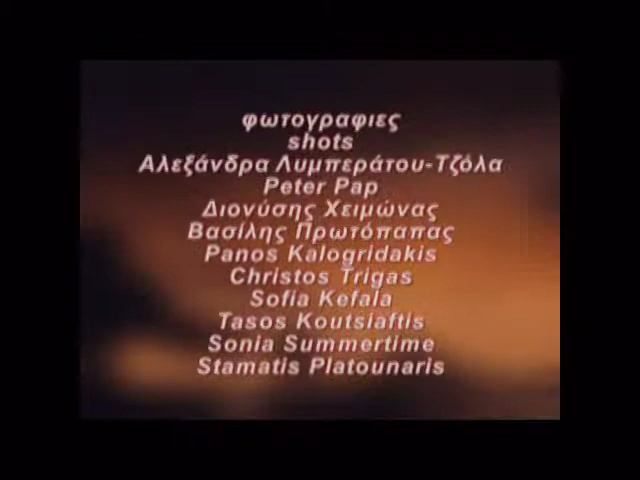 φωτογραφιες
shots
Αλεξάνδρα Λυμπεράτου-Τζόλα
Peter Pap
Διονύσης Χειμώνας
Βασίλης Πρωτόπαπας
Panos Kalogridakis
Christos Trigas
Sofia Kefala
Tasos Koutsiaftis
Sonia Summertime
Stamatis Platounaris